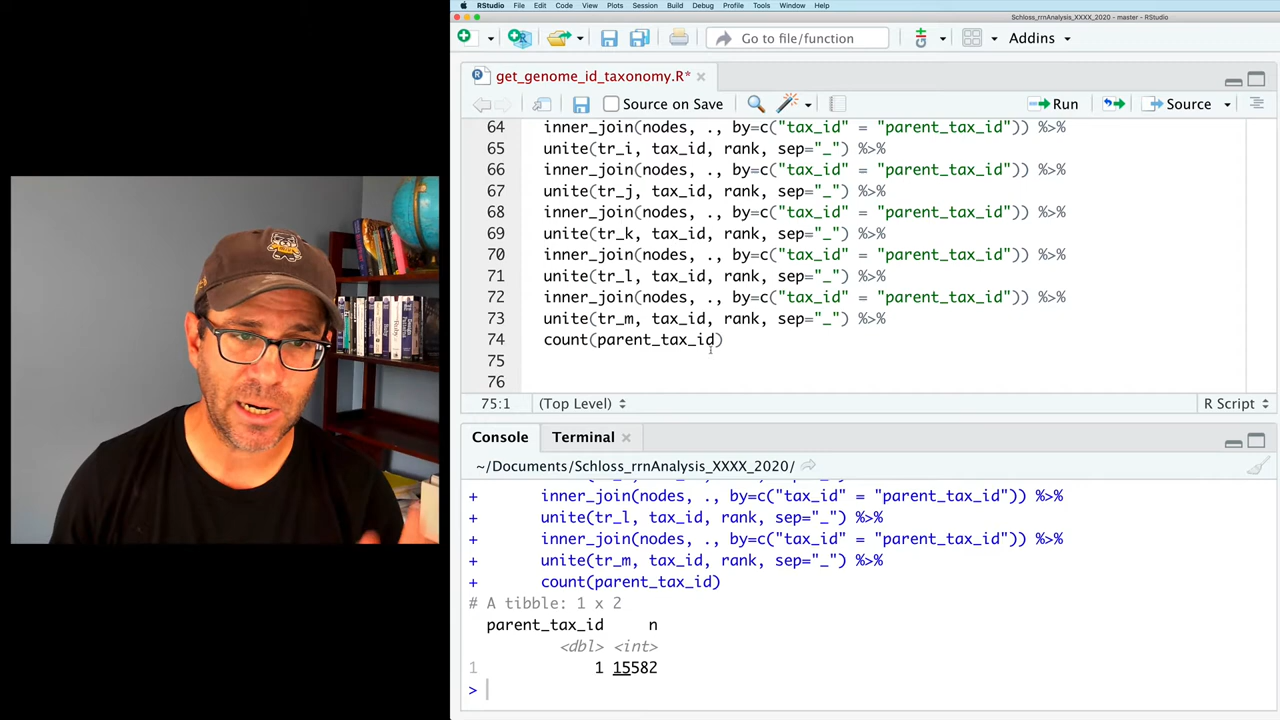 RStudio File Edit Code View Plots Session Build Debug Profile Tools Window Help
Schloss_rrnAnalysis_XXXX_2020 - master - RStudio
Go to file/function Addins
get_genome_id_taxonomy.R*
Source on Save Run Source
64 inner_join(nodes, ., by=c("tax_id" = "parent_tax_id")) %>%
65 unite(tr_i, tax_id, rank, sep="_") %>%
66 inner_join(nodes, ., by=c("tax_id" = "parent_tax_id")) %>%
67 unite(tr_j, tax_id, rank, sep="_") %>%
68 inner_join(nodes, ., by=c("tax_id" = "parent_tax_id")) %>%
69 unite(tr_k, tax_id, rank, sep="_") %>%
70 inner_join(nodes, ., by=c("tax_id" = "parent_tax_id")) %>%
71 unite(tr_l, tax_id, rank, sep="_") %>%
72 inner_join(nodes, ., by=c("tax_id" = "parent_tax_id")) %>%
73 unite(tr_m, tax_id, rank, sep="_") %>%
74 count(parent_tax_id)
75
76
75:1 (Top Level) R Script
Console Terminal
~/Documents/Schloss_rrnAnalysis_XXXX_2020/
+ inner_join(nodes, ., by=c("tax_id" = "parent_tax_id")) %>%
+ unite(tr_l, tax_id, rank, sep="_") %>%
+ inner_join(nodes, ., by=c("tax_id" = "parent_tax_id")) %>%
+ unite(tr_m, tax_id, rank, sep="_") %>%
+ count(parent_tax_id)
# A tibble: 1 x 2
parent_tax_id n
<dbl> <int>
1 1 15582
>